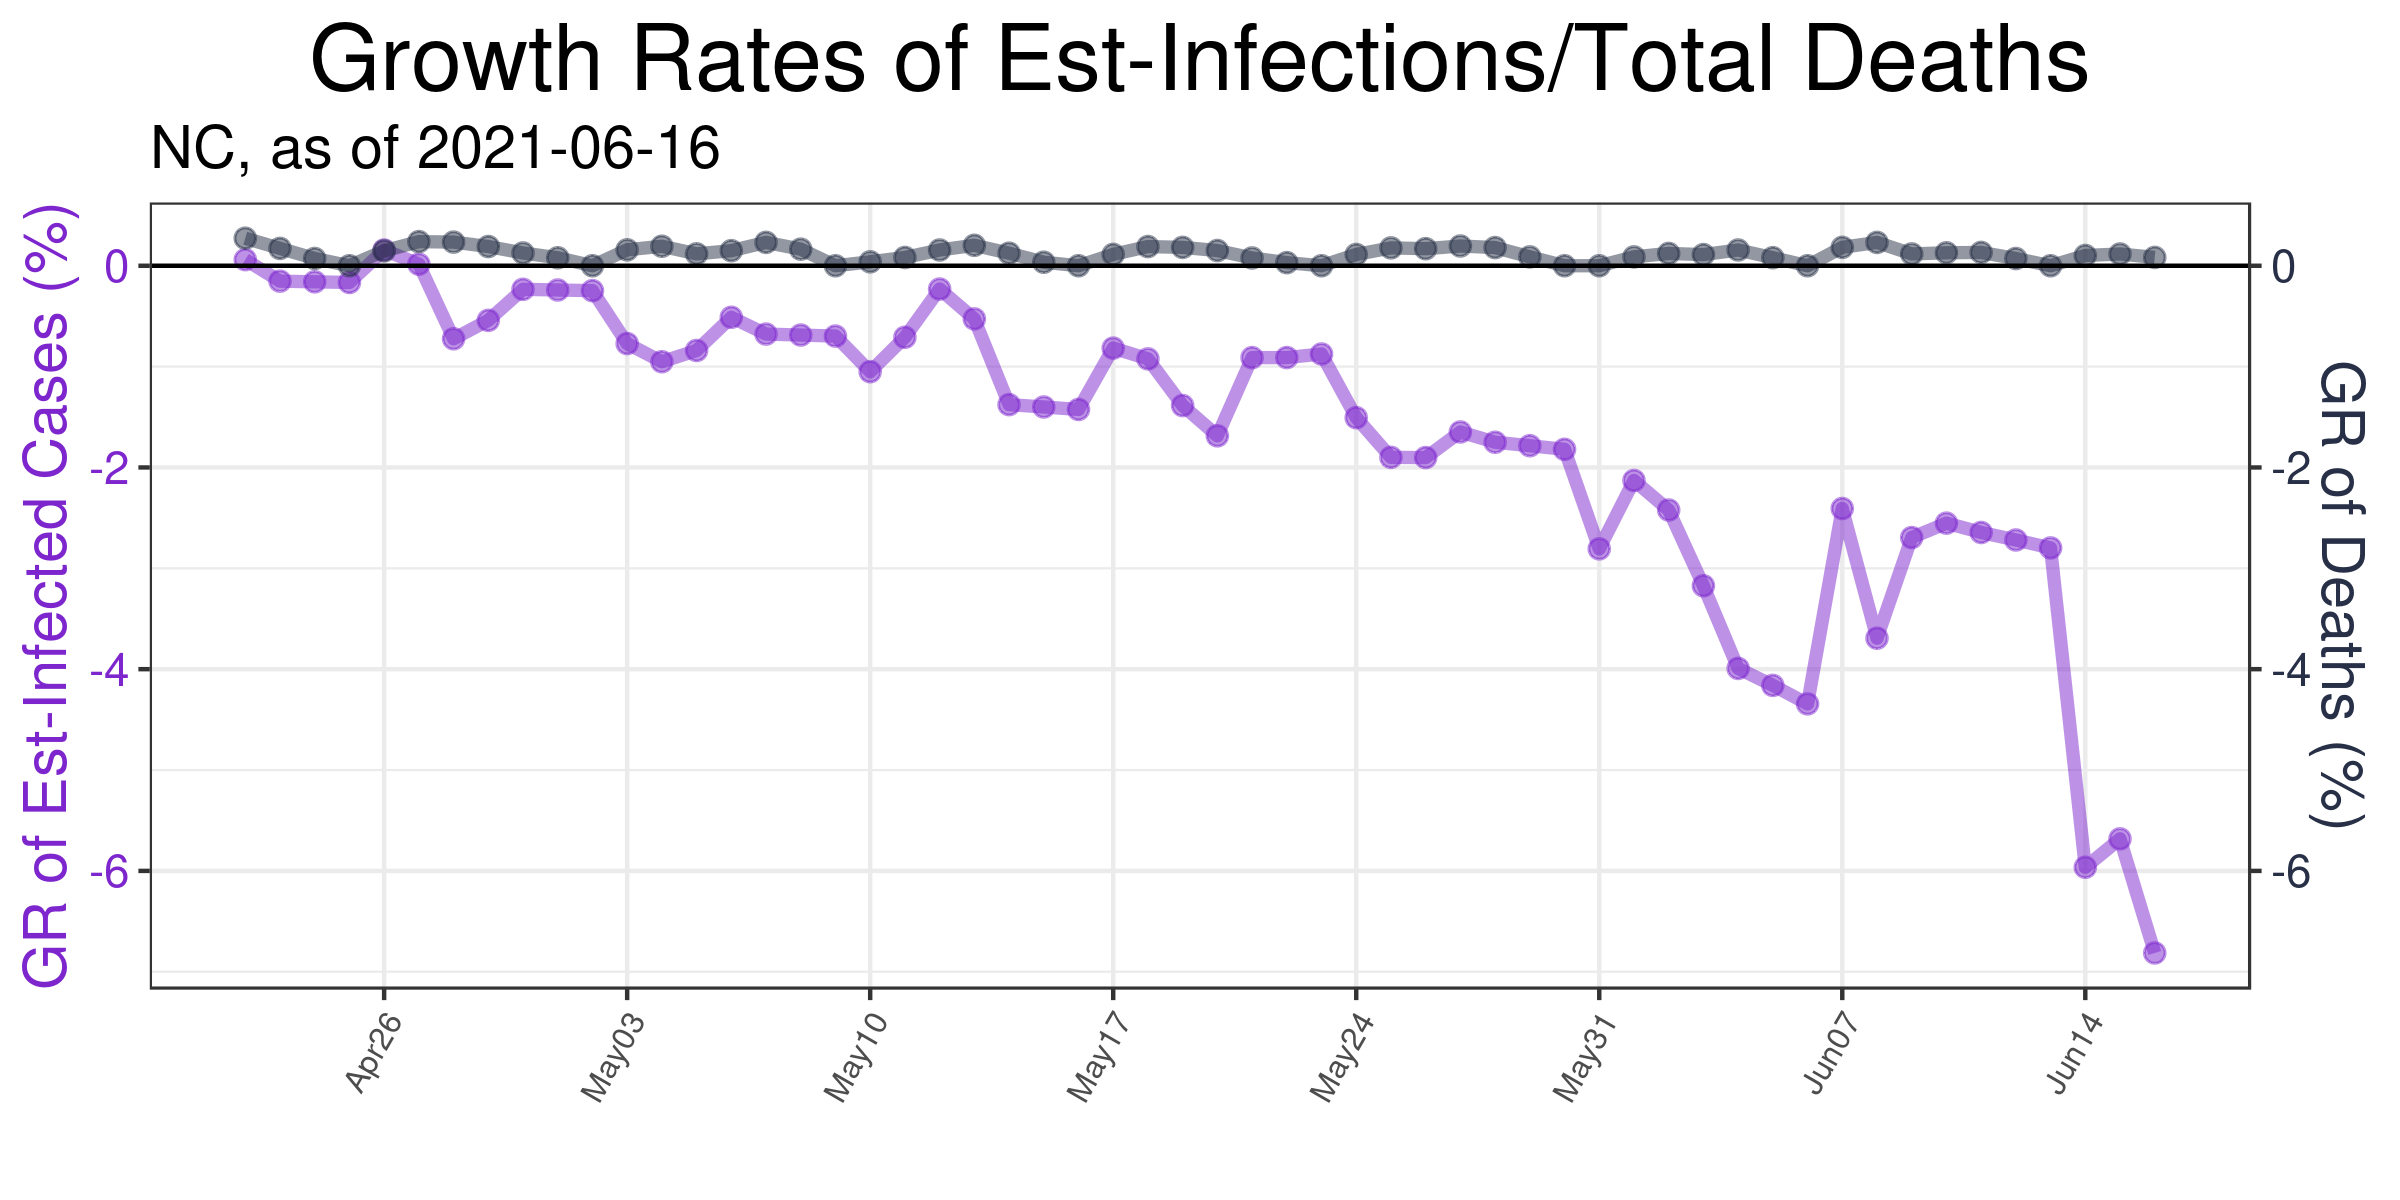 Growth Rates of Est-Infections/Total Deaths
NC, as of 2021-06-16
GR of Est-Infected Cases (%)
0
-2
-4
-6
0
-2
-4
-6
GR of Deaths (%)
Apr26
May03
May10
May17
May24
May31
Jun07
Jun14